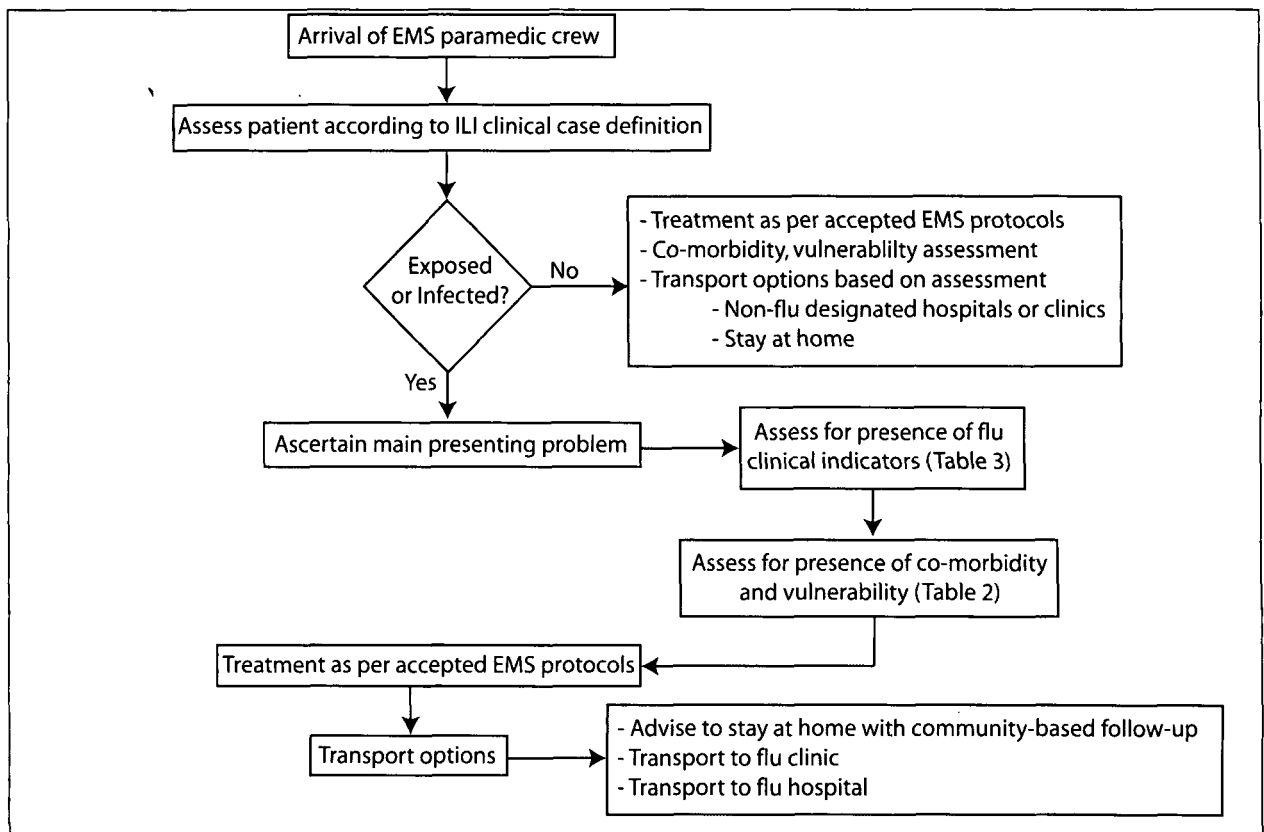 Arrival of EMS paramedic crew
Assess patient according to ILI clinical case definition
Exposed
or Infected?
No
- Treatment as per accepted EMS protocols
- Co-morbidity, vulnerablilty assessment
- Transport options based on assessment
- Non-flu designated hospitals or clinics
- Stay at home
Yes
Ascertain main presenting problem
Assess for presence of flu
clinical indicators (Table 3)
Assess for presence of co-morbidity
and vulnerability (Table 2)
Treatment as per accepted EMS protocols
Transport options
- Advise to stay at home with community-based follow-up
- Transport to flu clinic
- Transport to flu hospital